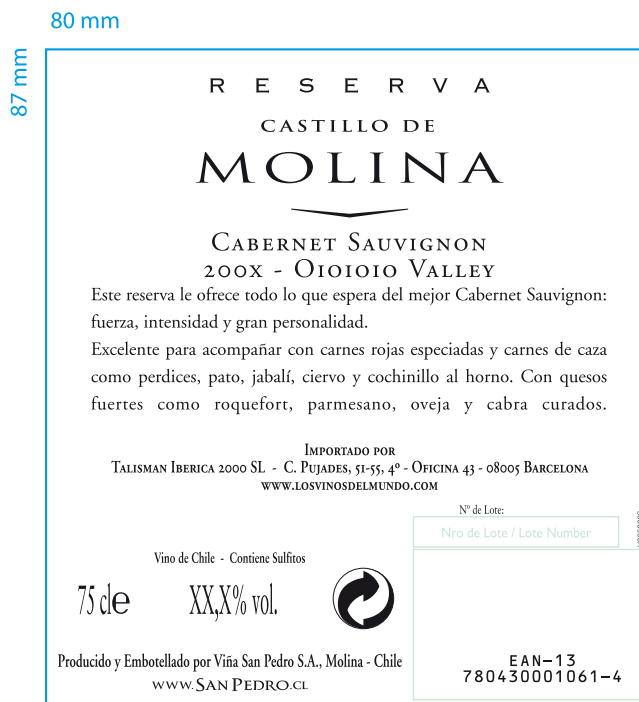 80 mm
87 mm
RESERVA
CASTILLO DE
MOLINA
CABERNET SAUVIGNON
200X - OIOIOIO VALLEY
Este reserva le ofrece todo lo que espera del mejor Cabernet Sauvignon:
fuerza, intensidad y gran personalidad.
Excelente para acompañar con carnes rojas especiadas y carnes de caza
como perdices, pato, jabalí, ciervo y cochinillo al horno. Con quesos
fuertes como roquefort, parmesano, oveja y cabra curados.
IMPORTADO POR
TALISMAN IBERICA 2000 SL - C. PUJADES, 51-55, 4º - OFICINA 43 - 08005 BARCELONA
WWW.LOSVINOSDELMUNDO.COM
Nº de Lote:
Nro de Lote / Lote Number
Vino de Chile - Contiene Sulfitos
75 cle XX,X% vol.
Producido y Embotellado por Viña San Pedro S.A., Molina - Chile
WWW.SAN PEDRO.CL
EAN-13
780430001061-4